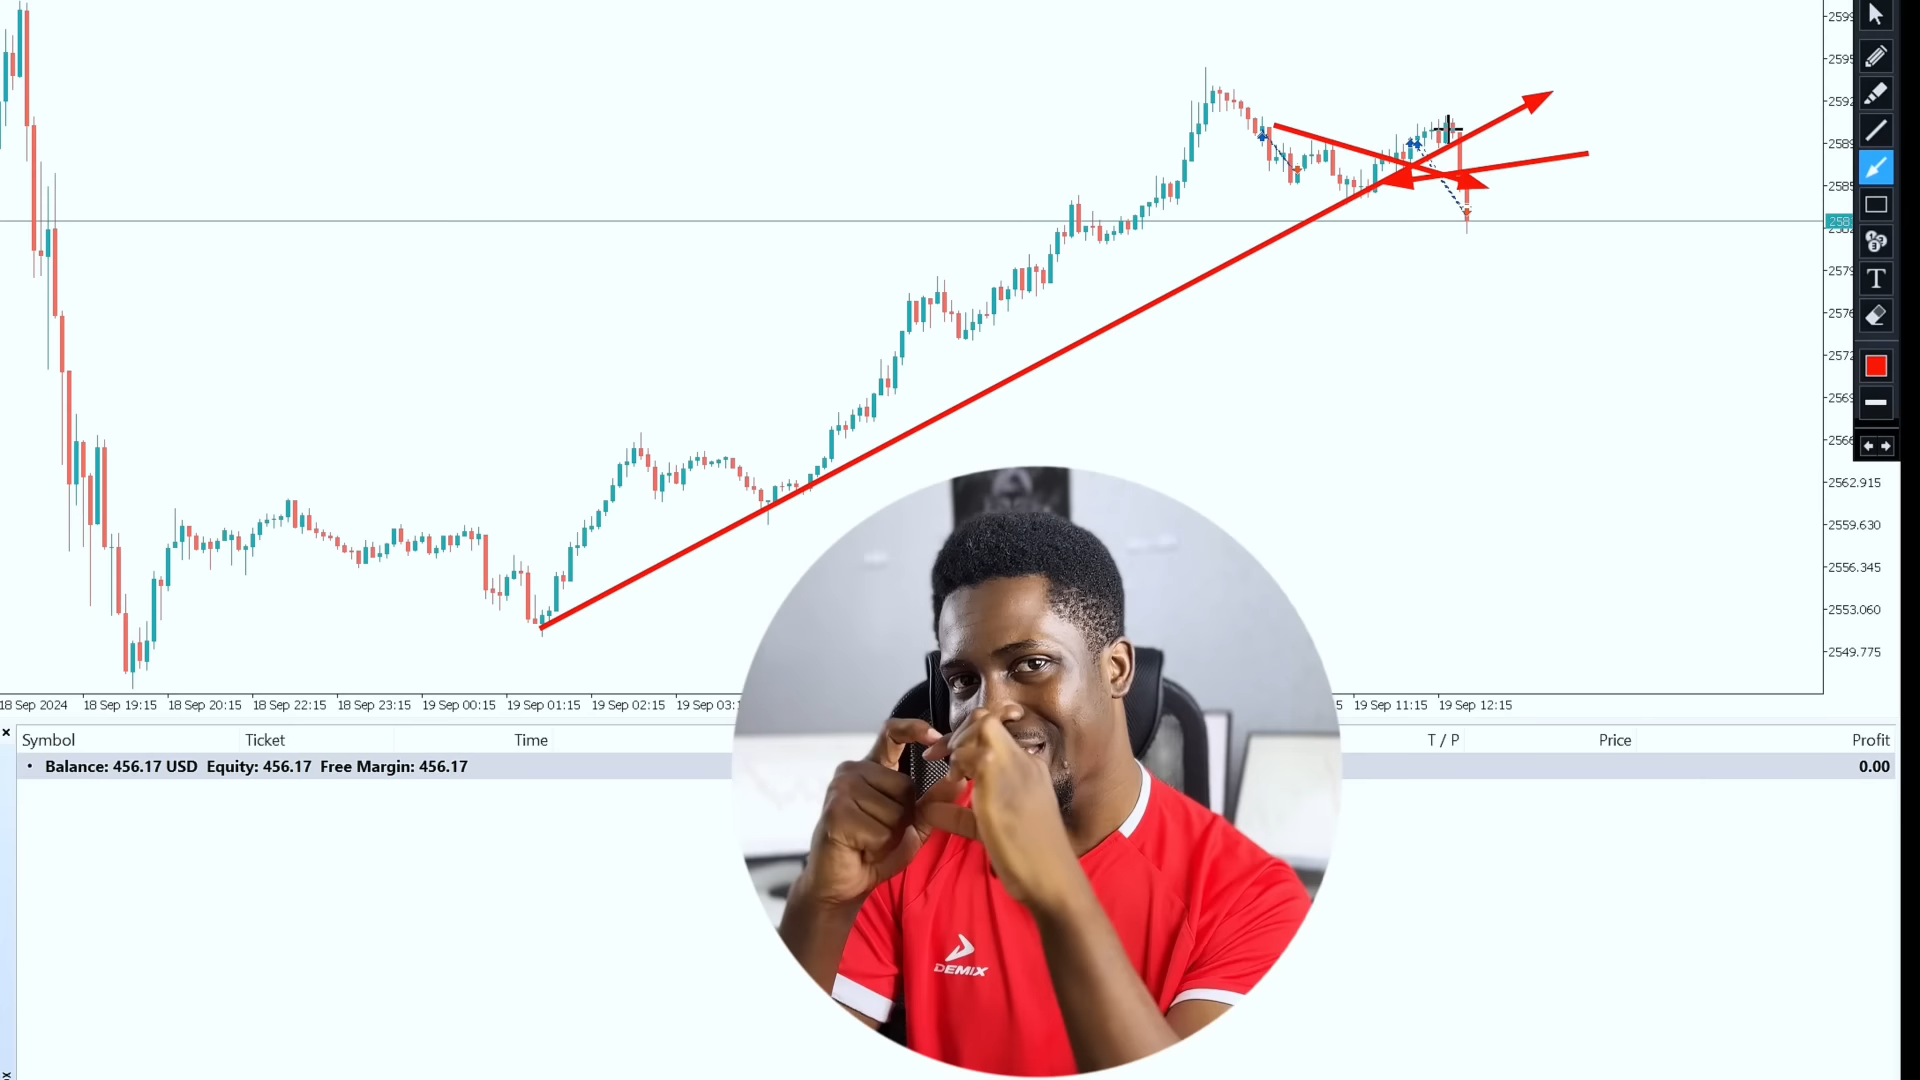 2562.915
2559.630
2556.345
2553.060
2549.775
18 Sep 2024 18 Sep 19:15 18 Sep 20:15 18 Sep 22:15 18 Sep 23:15 19 Sep 00:15 19 Sep 01:15 19 Sep 02:15 19 Sep 11:15 19 Sep 12:15
Symbol Ticket Time T / P Price Profit
• Balance: 456.17 USD Equity: 456.17 Free Margin: 456.17 0.00
DEMIX
T